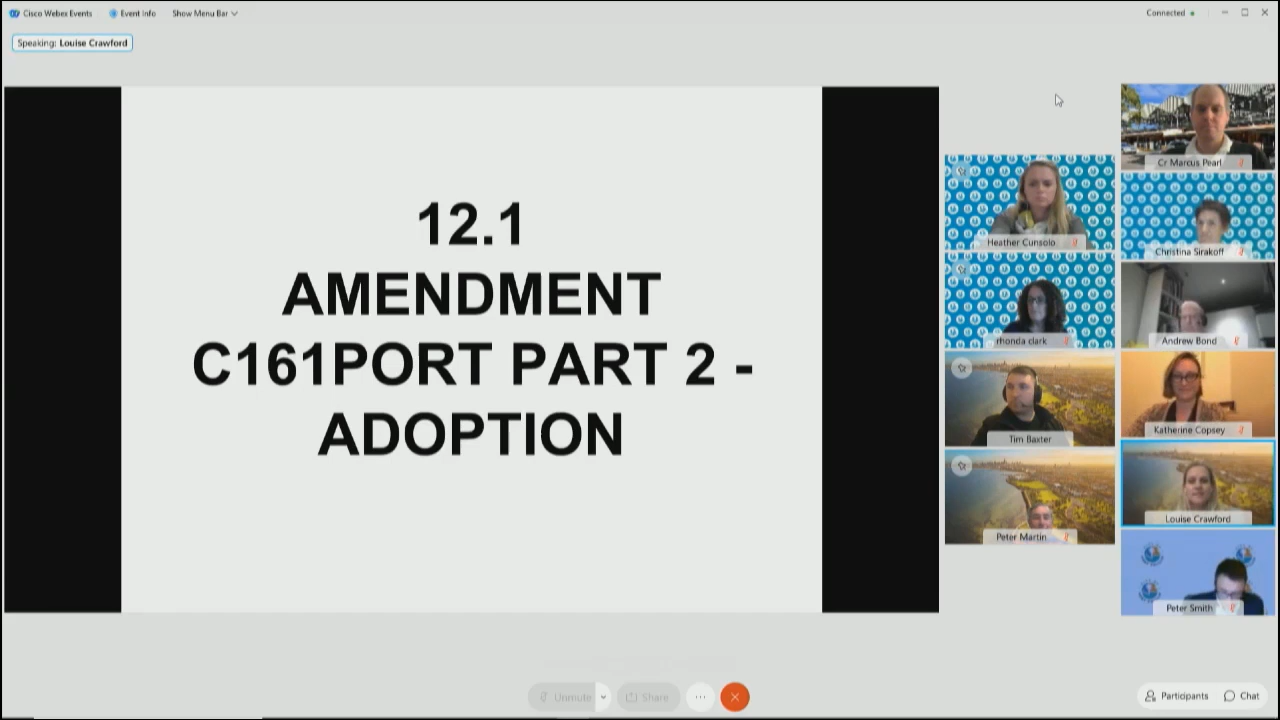 Cisco Webex Events
Event Info
Show Menu Bar
Connected
Speaking: Louise Crawford
12.1
AMENDMENT
C161PORT PART 2 -
ADOPTION
Cr Marcus Pearl
Heather Cunsolo
Christina Sirakoff
rhonda clark
Andrew Bond
Tim Baxter
Katherine Copsey
Peter Martin
Louise Crawford
Peter Smith
Unmute
Share
Participants
Chat